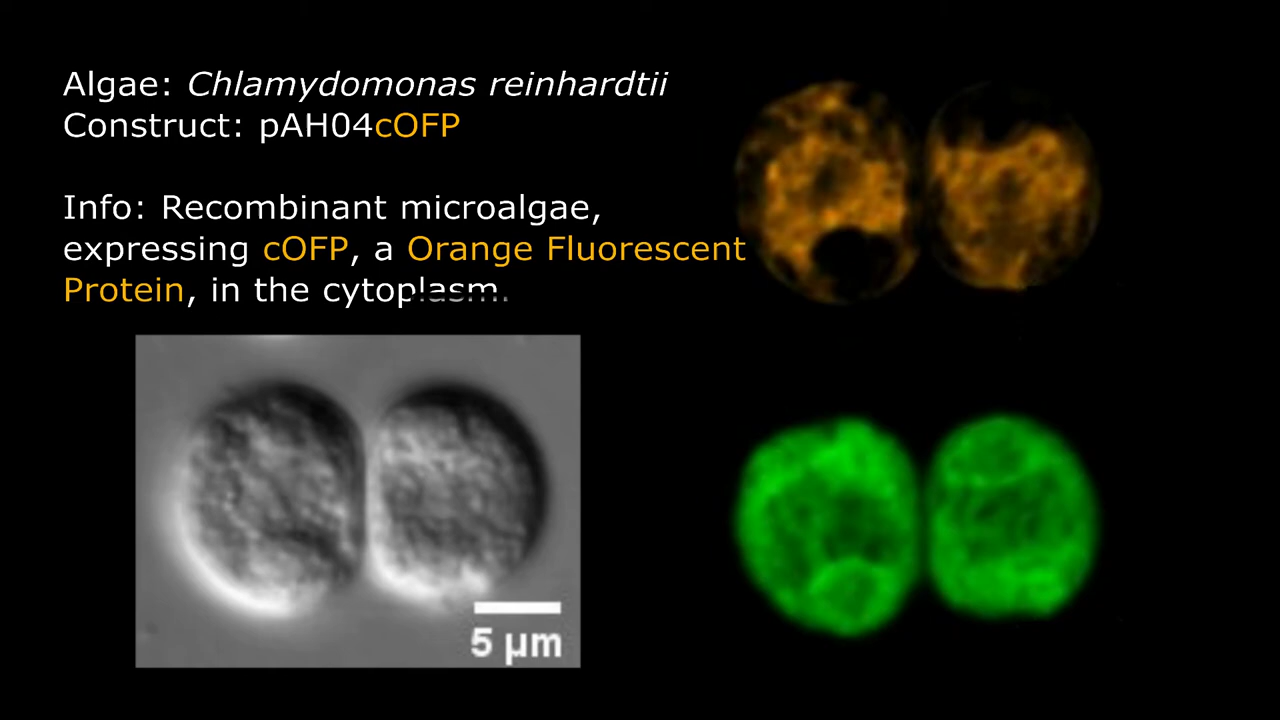 Algae: Chlamydomonas reinhardtii
Construct: pAH04cOFP
Info: Recombinant microalgae,
expressing cOFP, a Orange Fluorescent
Protein, in the cytoplasm.
5 µm